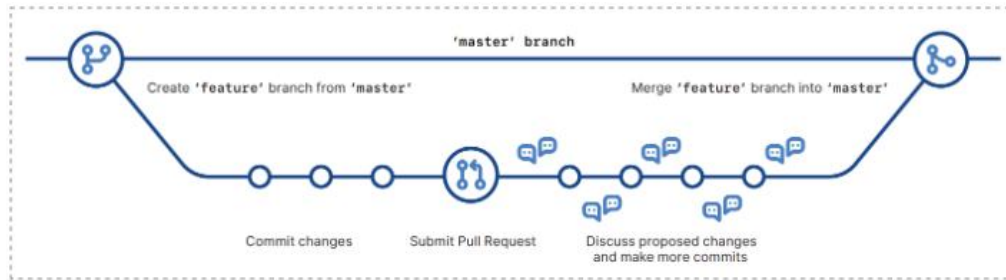 'master' branch
Create 'feature' branch from 'master'
Merge 'feature' branch into 'master'
Commit changes
Submit Pull Request
Discuss proposed changes
and make more commits